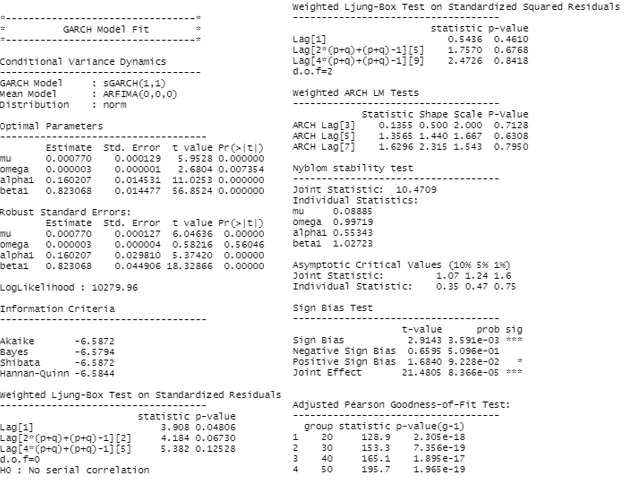 *---------------------------------*
* GARCH Model Fit *
*---------------------------------*
Conditional Variance Dynamics
-----------------------------------
GARCH Model : sGARCH(1,1)
Mean Model : ARFIMA(0,0,0)
Distribution : norm
Optimal Parameters
------------------------------------
Estimate Std. Error t value Pr(>|t|)
mu 0.000770 0.000129 5.9528 0.000000
omega 0.000003 0.000001 2.6804 0.007354
alpha1 0.160207 0.014531 11.0253 0.000000
beta1 0.823068 0.014477 56.8524 0.000000
Robust Standard Errors:
Estimate Std. Error t value Pr(>|t|)
mu 0.000770 0.000127 6.04636 0.00000
omega 0.000003 0.000004 0.58216 0.56046
alpha1 0.160207 0.029810 5.37420 0.00000
beta1 0.823068 0.044906 18.32866 0.00000
LogLikelihood : 10279.96
Information Criteria
------------------------------------
Akaike -6.5872
Bayes -6.5794
Shibata -6.5872
Hannan-Quinn -6.5844
Weighted Ljung-Box Test on Standardized Residuals
------------------------------------
statistic p-value
Lag[1] 3.908 0.04806
Lag[2*(p+q)+(p+q)-1][2] 4.184 0.06730
Lag[4*(p+q)+(p+q)-1][5] 5.382 0.12528
d.o.f=0
H0 : No serial correlation
Weighted Ljung-Box Test on Standardized Squared Residuals
------------------------------------
statistic p-value
Lag[1] 0.5436 0.4610
Lag[2*(p+q)+(p+q)-1][5] 1.7570 0.6768
Lag[4*(p+q)+(p+q)-1][9] 2.4726 0.8418
d.o.f=2
Weighted ARCH LM Tests
------------------------------------
Statistic Shape Scale P-Value
ARCH Lag[3] 0.1355 0.500 2.000 0.7128
ARCH Lag[5] 1.3565 1.440 1.667 0.6308
ARCH Lag[7] 1.6296 2.315 1.543 0.7950
Nyblom stability test
------------------------------------
Joint Statistic: 10.4709
Individual Statistics:
mu 0.08885
omega 0.99719
alpha1 0.55343
beta1 1.02723
Asymptotic Critical Values (10% 5% 1%)
Joint Statistic: 1.07 1.24 1.6
Individual Statistic: 0.35 0.47 0.75
Sign Bias Test
------------------------------------
t-value prob sig
Sign Bias 2.9143 3.591e-03 ***
Negative Sign Bias 0.6595 5.096e-01
Positive Sign Bias 1.6840 9.228e-02 *
Joint Effect 21.4805 8.366e-05 ***
Adjusted Pearson Goodness-of-Fit Test:
------------------------------------
group statistic p-value(g-1)
1 20 128.9 2.305e-18
2 30 153.3 7.356e-19
3 40 165.1 1.895e-17
4 50 195.7 1.965e-19